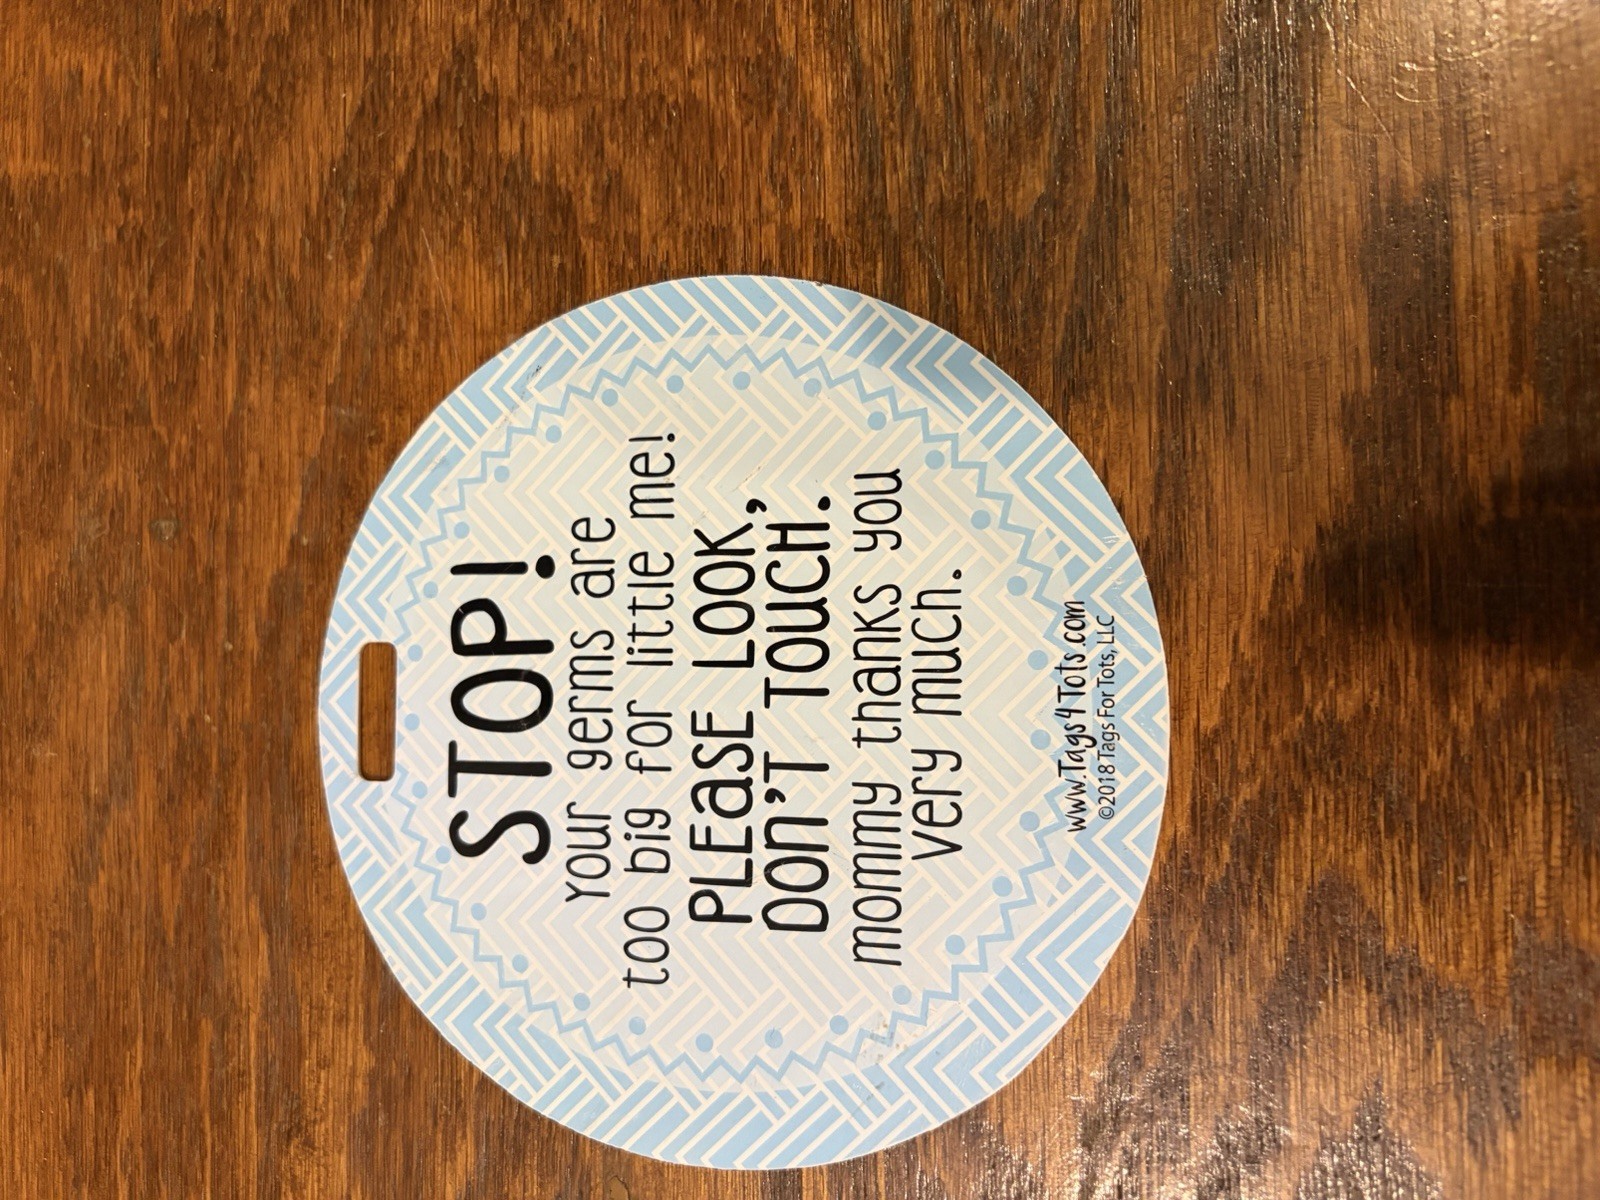 STOP!
your germs are
too big for little me!
PLEaSE LOOK,
DON'T TOUCH.
mommy thanks you
very much.
www.Tags4Tots.com
©2018 Tags For Tots, LLC